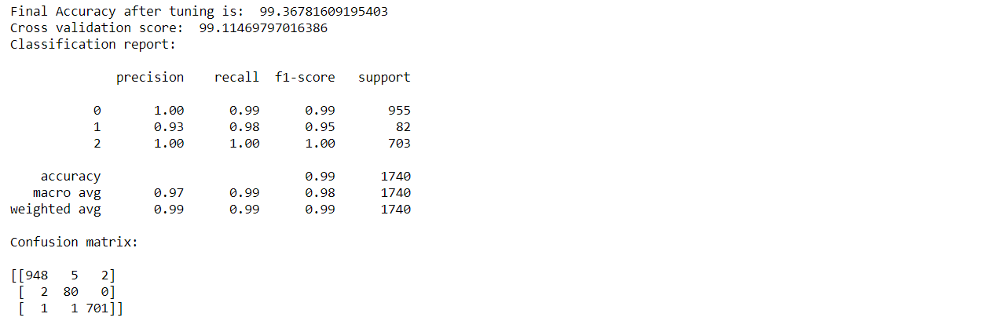 Final Accuracy after tuning is:  99.36781609195403
Cross validation score:  99.11469797016386
Classification report:
precision    recall  f1-score   support
0       1.00      0.99      0.99       955
1       0.93      0.98      0.95        82
2       1.00      1.00      1.00       703
accuracy                           0.99      1740
macro avg       0.97      0.99      0.98      1740
weighted avg       0.99      0.99      0.99      1740
Confusion matrix:
[[948   5   2]
[  2  80   0]
[  1   1 701]]